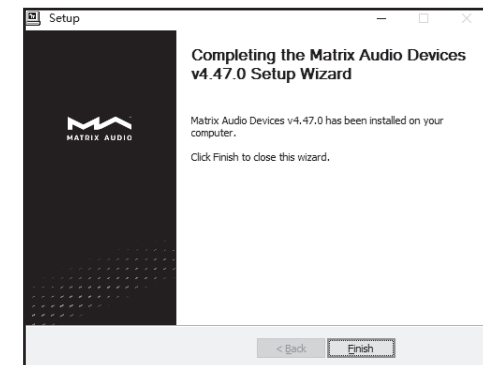 Setup
Completing the Matrix Audio Devices
v4.47.0 Setup Wizard
MATRIX AUDIO
Matrix Audio Devices v4.47.0 has been installed on your
computer.
Click Finish to close this wizard.
< Back
Finish